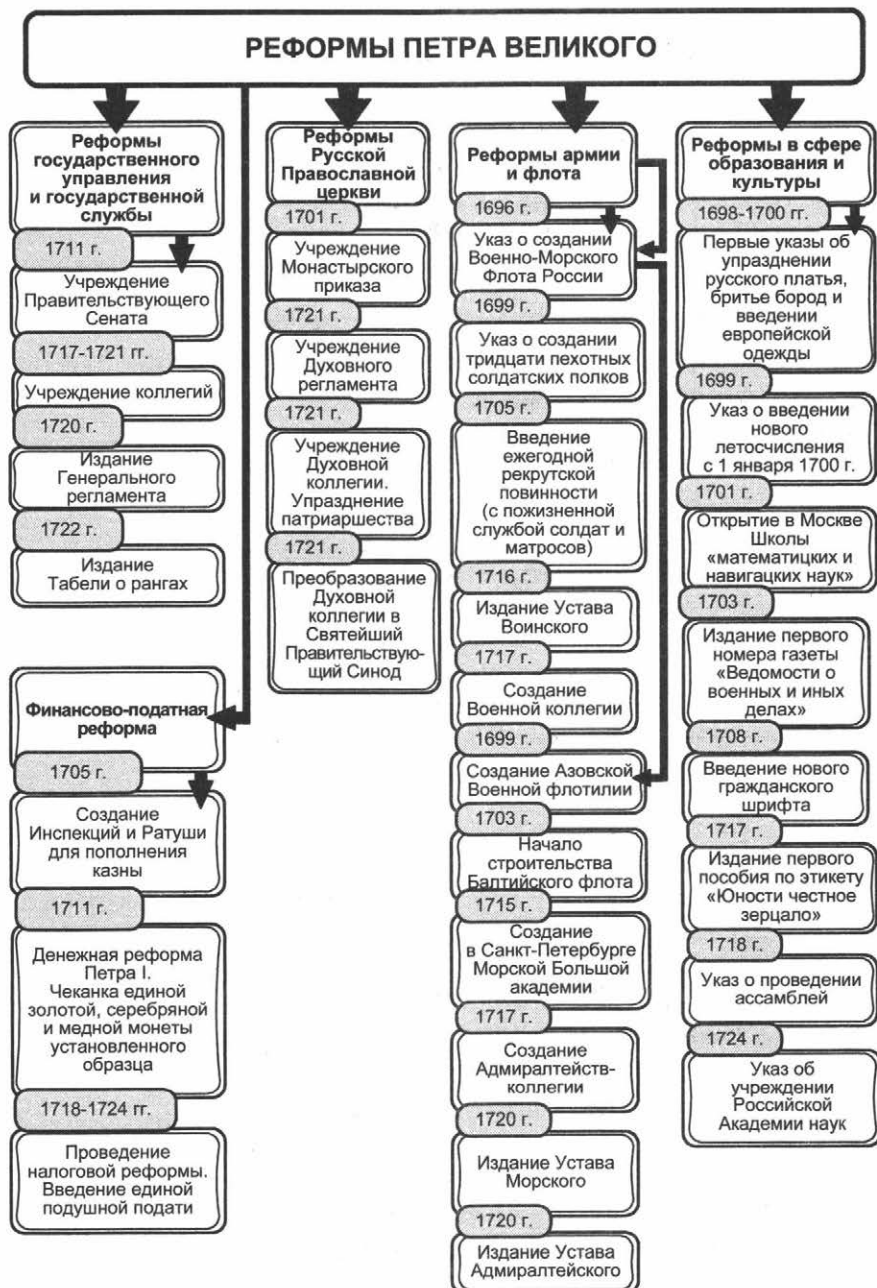 РЕФОРМЫ ПЕТРА ВЕЛИКОГО
Реформы
государственного
управления
и государственной
службы
1711 г.
Учреждение
Правительствующего
Сената
1717-1721 гг.
Учреждение коллегий
1720 г.
Издание
Генерального
регламента
1722 г.
Издание
Табели о рангах
Финансово-податная
реформа
1705 г.
Создание
Инспекций и Ратуши
для пополнения
казны
1711 г.
Денежная реформа
Петра I.
Чеканка единой
золотой, серебряной
и медной монеты
установленного
образца
1718-1724 гг.
Проведение
налоговой реформы.
Введение единой
подушной подати
Реформы
Русской
Православной
церкви
1701 г.
Учреждение
Монастырского
приказа
1721 г.
Учреждение
Духовного
регламента
1721 г.
Учреждение
Духовной
коллегии.
Упразднение
патриаршества
1721 г.
Преобразование
Духовной
коллегии в
Святейший
Правительствую-
щий Синод
Реформы армии
и флота
1696 г.
Указ о создании
Военно-Морского
Флота России
1699 г.
Указ о создании
тридцати пехотных
солдатских полков
1705 г.
Введение
ежегодной
рекрутской
повинности
(с пожизненной
службой солдат и
матросов)
1716 г.
Издание Устава
Воинского
1717 г.
Создание
Военной коллегии
1699 г.
Создание Азовской
Военной флотилии
1703 г.
Начало
строительства
Балтийского флота
1715 г.
Создание
в Санкт-Петербурге
Морской Большой
академии
1717 г.
Создание
Адмиралтейств-
коллегии
1720 г.
Издание Устава
Морского
1720 г.
Издание Устава
Адмиралтейского
Реформы в сфере
образования и
культуры
1698-1700 гг.
Первые указы об
упразднении
русского платья,
бритье бород и
введении
европейской
одежды
1699 г.
Указ о введении
нового
летосчисления
с 1 января 1700 г.
1701 г.
Открытие в Москве
Школы
«математицких и
навигацких наук»
1703 г.
Издание первого
номера газеты
«Ведомости о
военных и иных
делах»
1708 г.
Введение нового
гражданского
шрифта
1717 г.
Издание первого
пособия по этикету
«Юности честное
зерцало»
1718 г.
Указ о проведении
ассамблей
1724 г.
Указ об
учреждении
Российской
Академии наук